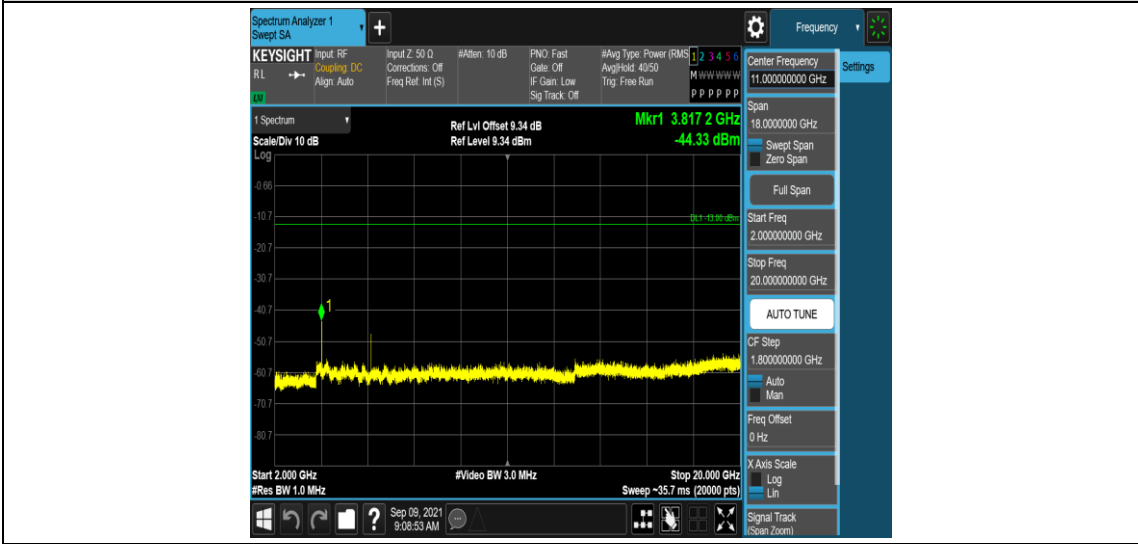 Spectrum Analyzer 1
Swept SA
+
Frequency
KEYSIGHT
RL
Input: RF
Coupling: DC
Align: Auto
Input Z: 50 Ω
Corrections: Off
Freq Ref: Int (S)
#Atten: 10 dB
PNO: Fast
Gate: Off
IF Gain: Low
Sig Track: Off
#Avg Type: Power (RMS
Avg|Hold: 40/50
Trig: Free Run
1 2 3 4 5 6
M W W W W W
P P P P P P
1 Spectrum
Scale/Div 10 dB
Ref Lvl Offset 9.34 dB
Ref Level 9.34 dBm
Mkr1 3.817 2 GHz
-44.33 dBm
Log
-0.66
-10.7
DL1 -13.00 dBm
-20.7
-30.7
-40.7
1
-50.7
-60.7
-70.7
-80.7
Start 2.000 GHz
#Video BW 3.0 MHz
Stop 20.000 GHz
#Res BW 1.0 MHz
Sweep ~35.7 ms (20000 pts)
?
Sep 09, 2021
9:08:53 AM
Center Frequency
11.000000000 GHz
Settings
Span
18.0000000 GHz
Swept Span
Zero Span
Full Span
Start Freq
2.000000000 GHz
Stop Freq
20.000000000 GHz
AUTO TUNE
CF Step
1.800000000 GHz
Auto
Man
Freq Offset
0 Hz
X Axis Scale
Log
Lin
Signal Track
(Span Zoom)